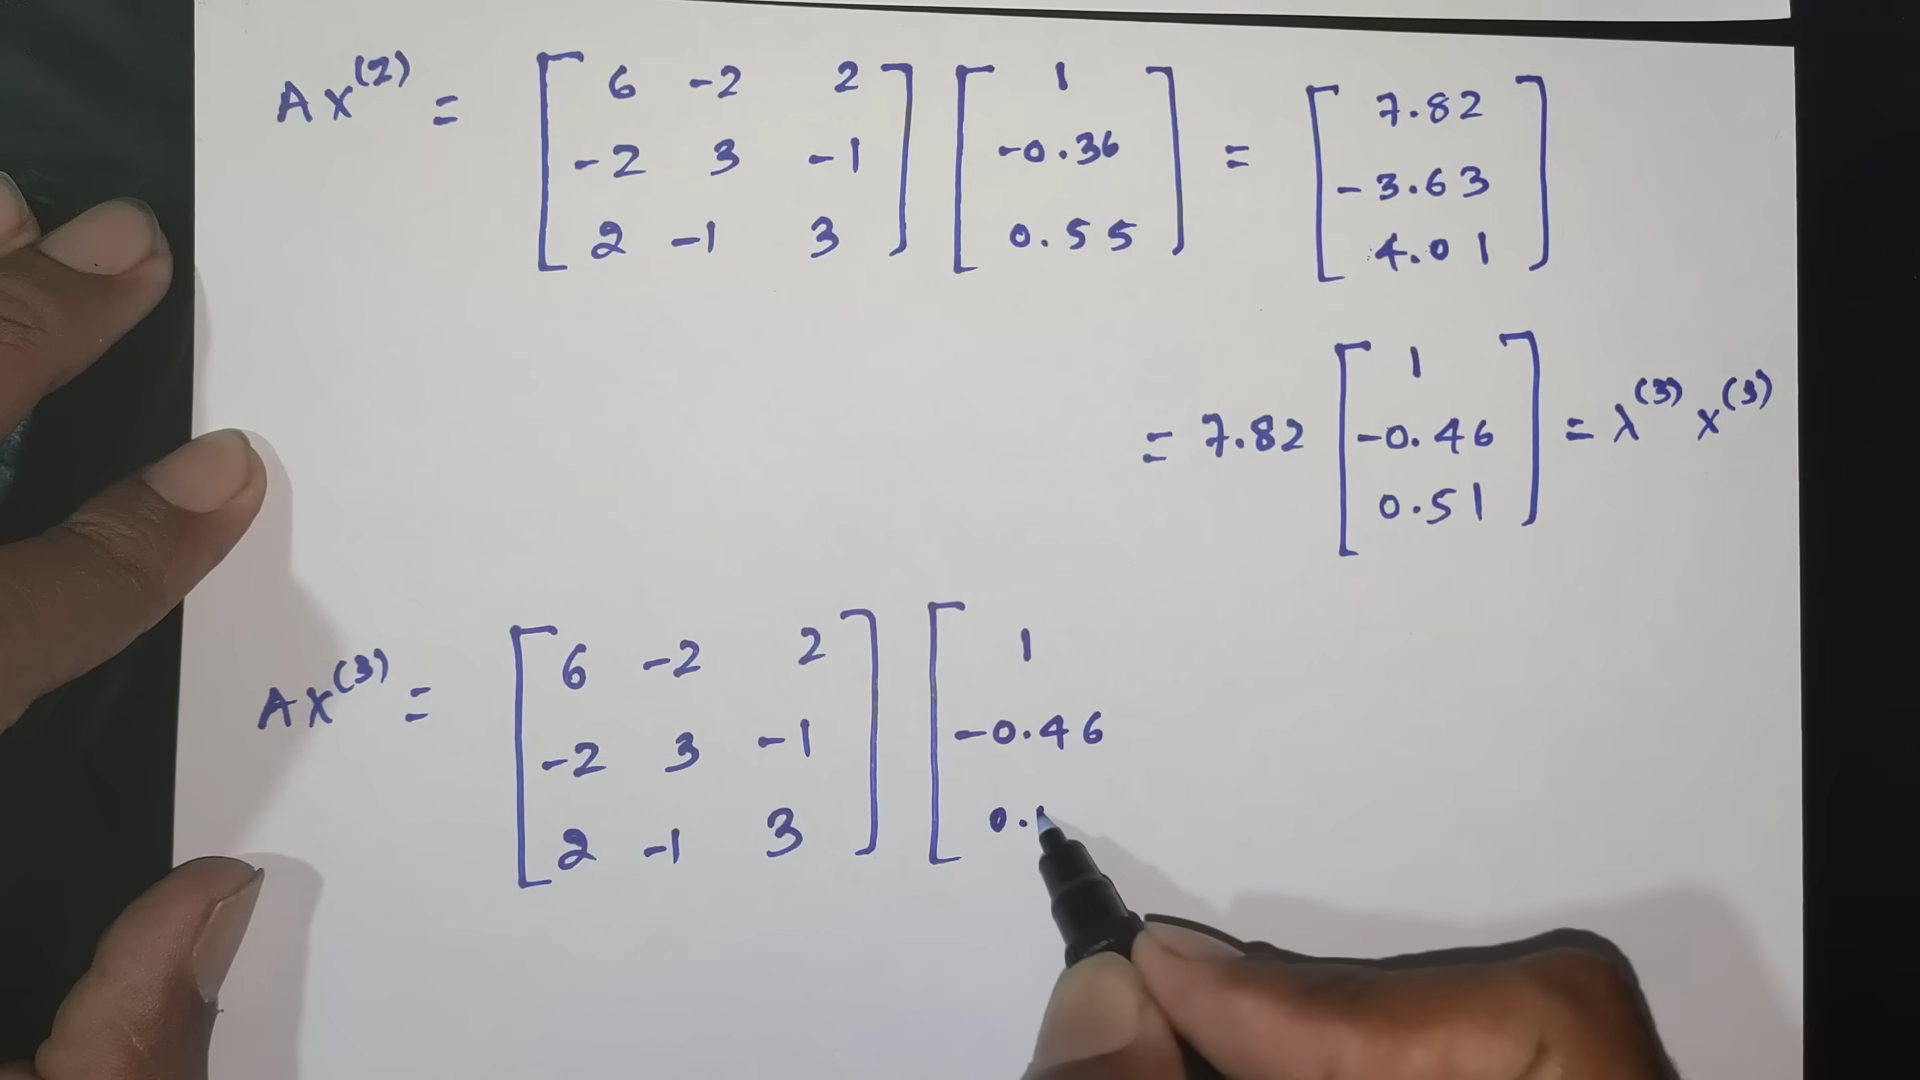 AX^(2) = [6 -2 2] [1] = [7.82]
[-2 3 -1] [-0.36] [-3.63]
[2 -1 3] [0.55] [4.01]
= 7.82 [1 -0.46 0.51] = λ^(3) X^(3)
AX^(3) = [6 -2 2] [1
[-2 3 -1] [-0.46
[2 -1 3] [0.